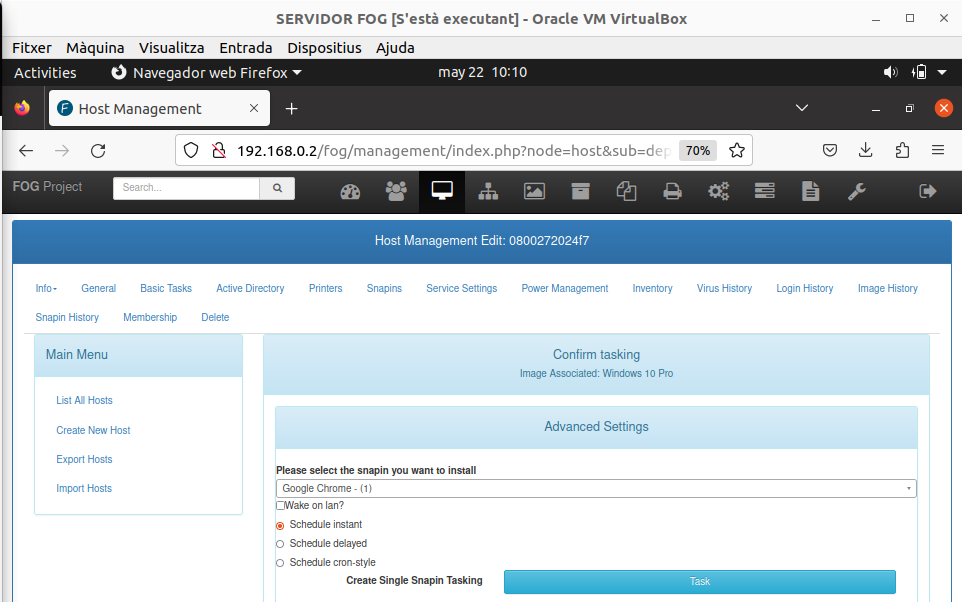 SERVIDOR FOG [S'està executant] - Oracle VM VirtualBox
Fitxer Màquina Visualitza Entrada Dispositius Ajuda
Activities Navegador web Firefox may 22 10:10
Host Management
192.168.0.2/fog/management/index.php?node=host&sub=dep 70%
FOG Project Search...
Host Management Edit: 0800272024f7
Info General Basic Tasks Active Directory Printers Snapins Service Settings Power Management Inventory Virus History Login History Image History
Snapin History Membership Delete
Main Menu
List All Hosts
Create New Host
Export Hosts
Import Hosts
Confirm tasking
Image Associated: Windows 10 Pro
Advanced Settings
Please select the snapin you want to install
Google Chrome - (1)
Wake on lan?
Schedule instant
Schedule delayed
Schedule cron-style
Create Single Snapin Tasking Task